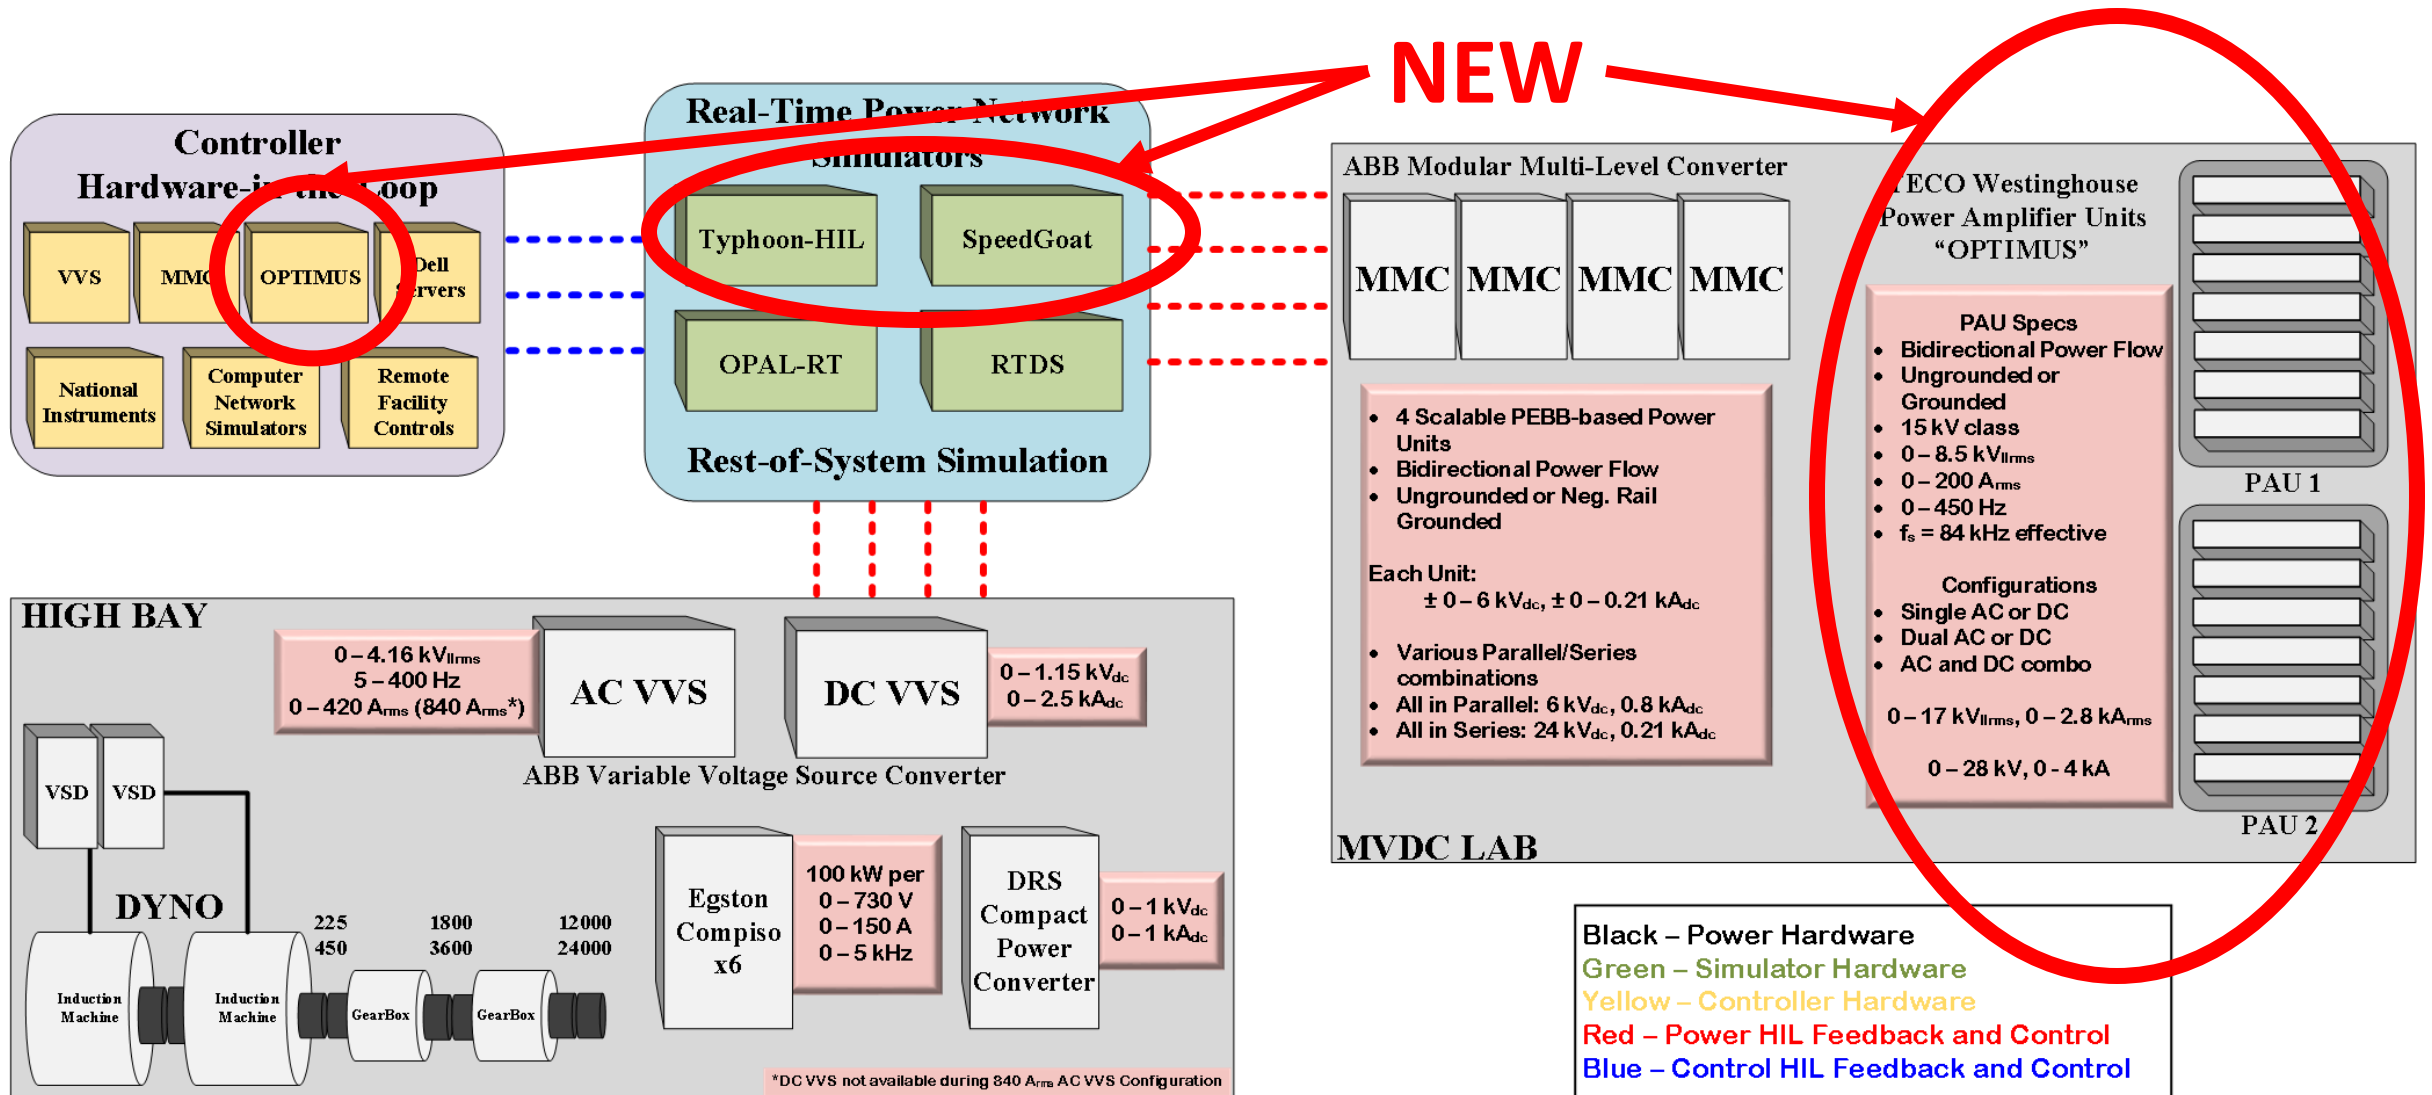 NEW
Controller
Hardware-in-the-Loop
VVS
MMC
OPTIMUS
Dell
Servers
National
Instruments
Computer
Network
Simulators
Remote
Facility
Controls
Real-Time Power Network
Simulators
Typhoon-HIL
SpeedGoat
OPAL-RT
RTDS
Rest-of-System Simulation
ABB Modular Multi-Level Converter
MMC
MMC
MMC
MMC
• 4 Scalable PEBB-based Power
Units
• Bidirectional Power Flow
• Ungrounded or Neg. Rail
Grounded
Each Unit:
± 0 – 6 kVdc, ± 0 – 0.21 kAdc
• Various Parallel/Series
combinations
• All in Parallel: 6 kVdc, 0.8 kAdc
• All in Series: 24 kVdc, 0.21 kAdc
TECO Westinghouse
Power Amplifier Units
“OPTIMUS”
PAU Specs
• Bidirectional Power Flow
• Ungrounded or
Grounded
• 15 kV class
• 0 – 8.5 kVllrms
• 0 – 200 Arms
• 0 – 450 Hz
• fs = 84 kHz effective
Configurations
• Single AC or DC
• Dual AC or DC
• AC and DC combo
0 – 17 kVllrms, 0 – 2.8 kArms
0 – 28 kV, 0 - 4 kA
PAU 1
PAU 2
MVDC LAB
HIGH BAY
0 – 4.16 kVllrms
5 – 400 Hz
0 – 420 Arms (840 Arms*)
AC VVS
DC VVS
0 – 1.15 kVdc
0 – 2.5 kAdc
ABB Variable Voltage Source Converter
VSD
VSD
DYNO
225
450
1800
3600
12000
24000
Induction
Machine
Induction
Machine
GearBox
GearBox
Egston
Compiso
x6
100 kW per
0 – 730 V
0 – 150 A
0 – 5 kHz
DRS
Compact
Power
Converter
0 – 1 kVdc
0 – 1 kAdc
*DC VVS not available during 840 Arms AC VVS Configuration
Black – Power Hardware
Green – Simulator Hardware
Yellow – Controller Hardware
Red – Power HIL Feedback and Control
Blue – Control HIL Feedback and Control